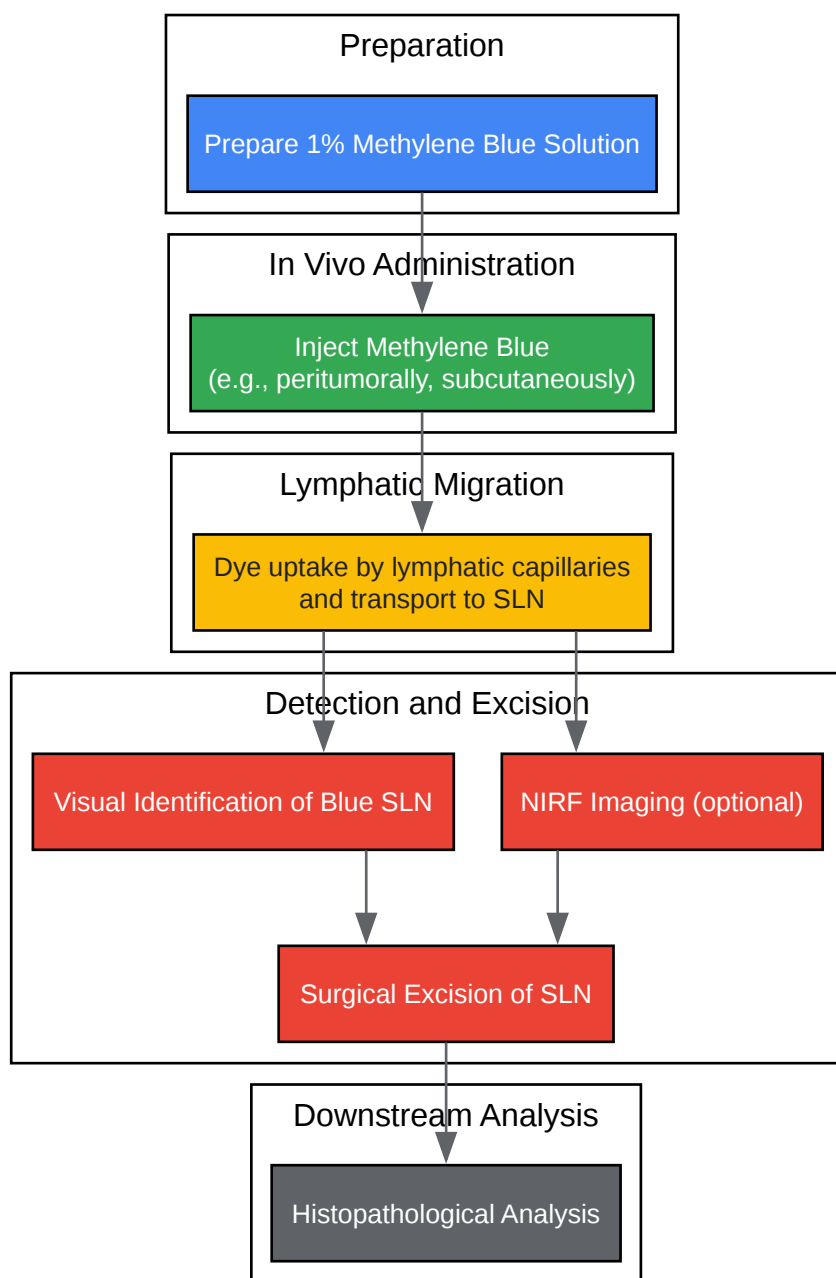 Preparation
Prepare 1% Methylene Blue Solution
In Vivo Administration
Inject Methylene Blue
(e.g., peritumorally, subcutaneously)
Lymphatic Migration
Dye uptake by lymphatic capillaries
and transport to SLN
Detection and Excision
Visual Identification of Blue SLN
NIRF Imaging (optional)
Surgical Excision of SLN
Downstream Analysis
Histopathological Analysis